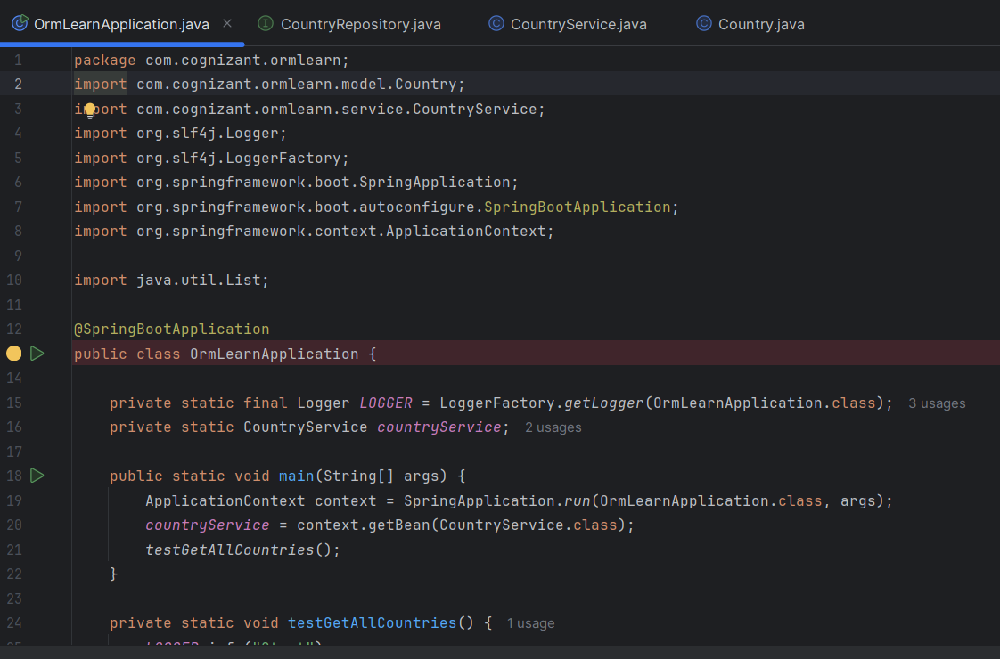 OrmLearnApplication.java CountryRepository.java CountryService.java Country.java
1 package com.cognizant.ormlearn;
2 import com.cognizant.ormlearn.model.Country;
3 import com.cognizant.ormlearn.service.CountryService;
4 import org.slf4j.Logger;
5 import org.slf4j.LoggerFactory;
6 import org.springframework.boot.SpringApplication;
7 import org.springframework.boot.autoconfigure.SpringBootApplication;
8 import org.springframework.context.ApplicationContext;
9
10 import java.util.List;
11
12 @SpringBootApplication
public class OrmLearnApplication {
14
15 private static final Logger LOGGER = LoggerFactory.getLogger(OrmLearnApplication.class); 3 usages
16 private static CountryService countryService; 2 usages
17
18 public static void main(String[] args) {
19 ApplicationContext context = SpringApplication.run(OrmLearnApplication.class, args);
20 countryService = context.getBean(CountryService.class);
21 testGetAllCountries();
22 }
23
24 private static void testGetAllCountries() { 1 usage